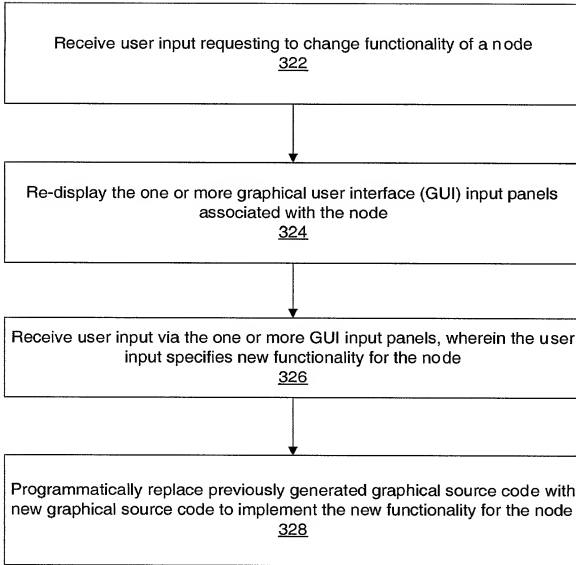 Receive user input requesting to change functionality of a node
322
Re-display the one or more graphical user interface (GUI) input panels
associated with the node
324
Receive user input via the one or more GUI input panels, wherein the user
input specifies new functionality for the node
326
Programmatically replace previously generated graphical source code with
new graphical source code to implement the new functionality for the node
328